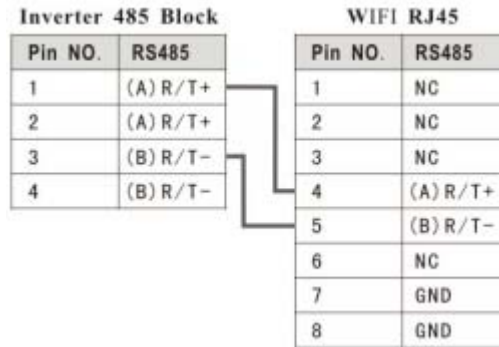 Inverter 485 Block
Pin NO. RS485
1 (A)R/T+
2 (A)R/T+
3 (B)R/T-
4 (B)R/T-
WIFI RJ45
Pin NO. RS485
1 NC
2 NC
3 NC
4 (A)R/T+
5 (B)R/T-
6 NC
7 GND
8 GND